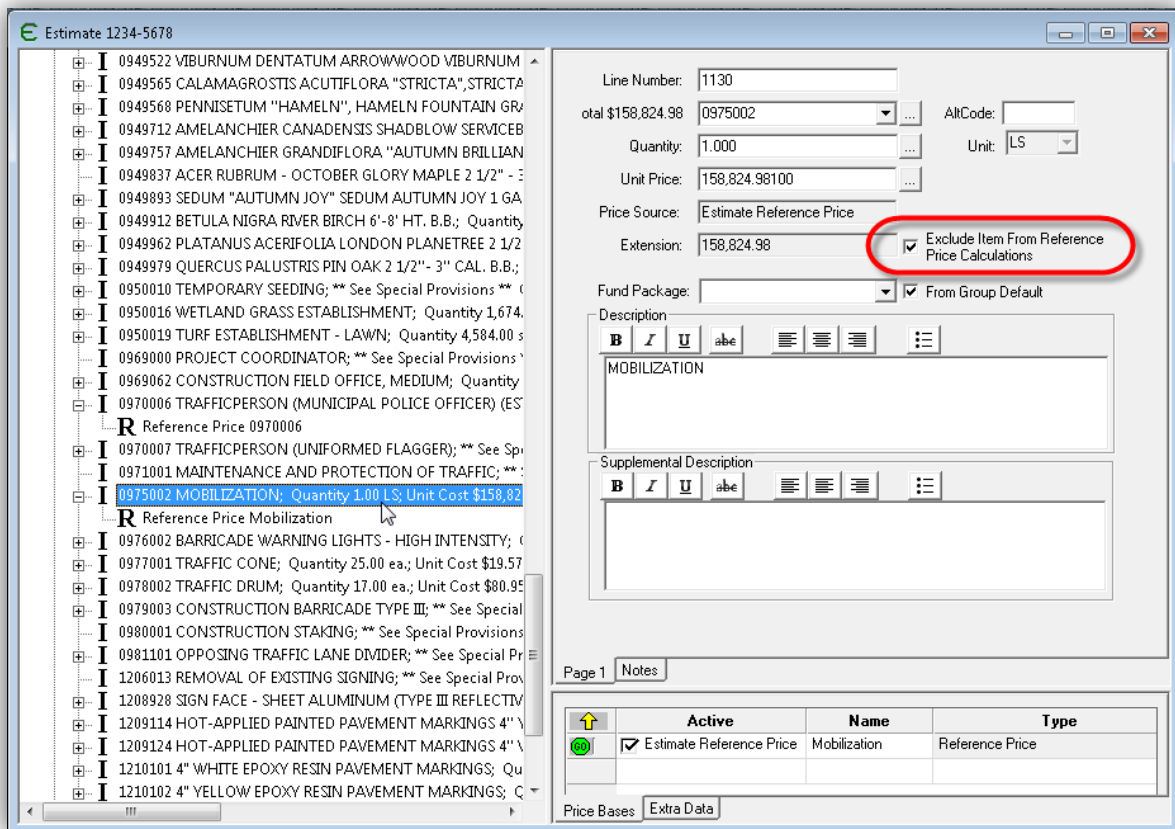 Estimate 1234-5678
0949522 VIBURNUM DENTATUM ARROWWOOD VIBURNUM
0949565 CALAMAGROSTIS ACUTIFLORA "STRICTA",STRICTA
0949568 PENNISETUM "HAMELN", HAMELN FOUNTAIN GRA
0949712 AMELANCHIER CANADENSIS SHADBLOW SERVICEB
0949757 AMELANCHIER GRANDIFLORA "AUTUMN BRILLIAN
0949837 ACER RUBRUM - OCTOBER GLORY MAPLE 2 1/2" - 3
0949893 SEDUM "AUTUMN JOY" SEDUM AUTUMN JOY 1 GA
0949912 BETULA NIGRA RIVER BIRCH 6'-8' HT. B.B.; Quantity
0949962 PLATANUS ACERIFOLIA LONDON PLANETREE 2 1/2
0949979 QUERCUS PALUSTRIS PIN OAK 2 1/2"- 3" CAL. B.B.;
0950010 TEMPORARY SEEDING; ** See Special Provisions **
0950016 WETLAND GRASS ESTABLISHMENT; Quantity 1,674.
0950019 TURF ESTABLISHMENT - LAWN; Quantity 4,584.00 s
0969000 PROJECT COORDINATOR; ** See Special Provisions *
0969062 CONSTRUCTION FIELD OFFICE, MEDIUM; Quantity
0970006 TRAFFICPERSON (MUNICIPAL POLICE OFFICER) (ES
R Reference Price 0970006
0970007 TRAFFICPERSON (UNIFORMED FLAGGER); ** See Spe
0971001 MAINTENANCE AND PROTECTION OF TRAFFIC; **
0975002 MOBILIZATION; Quantity 1.00 LS; Unit Cost $158,82
R Reference Price Mobilization
0976002 BARRICADE WARNING LIGHTS - HIGH INTENSITY;
0977001 TRAFFIC CONE; Quantity 25.00 ea.; Unit Cost $19.57
0978002 TRAFFIC DRUM; Quantity 17.00 ea.; Unit Cost $80.95
0979003 CONSTRUCTION BARRICADE TYPE III; ** See Special
0980001 CONSTRUCTION STAKING; ** See Special Provisions
0981101 OPPOSING TRAFFIC LANE DIVIDER; ** See Special Pr
1206013 REMOVAL OF EXISTING SIGNING; ** See Special Prov
1208928 SIGN FACE - SHEET ALUMINUM (TYPE III REFLECTIV
1209114 HOT-APPLIED PAINTED PAVEMENT MARKINGS 4" Y
1209124 HOT-APPLIED PAINTED PAVEMENT MARKINGS 4" \
1210101 4" WHITE EPOXY RESIN PAVEMENT MARKINGS; Qu
1210102 4" YELLOW EPOXY RESIN PAVEMENT MARKINGS; Q
Line Number: 1130
otal $158,824.98 0975002 ... AltCode:
Quantity: 1.000 ... Unit: LS
Unit Price: 158,824.98100 ...
Price Source: Estimate Reference Price
Extension: 158,824.98 Exclude Item From Reference
Price Calculations
Fund Package: From Group Default
Description
B I U abc
MOBILIZATION
Supplemental Description
B I U abc
Page 1 Notes
Active Name Type
GO Estimate Reference Price Mobilization Reference Price
Price Bases Extra Data